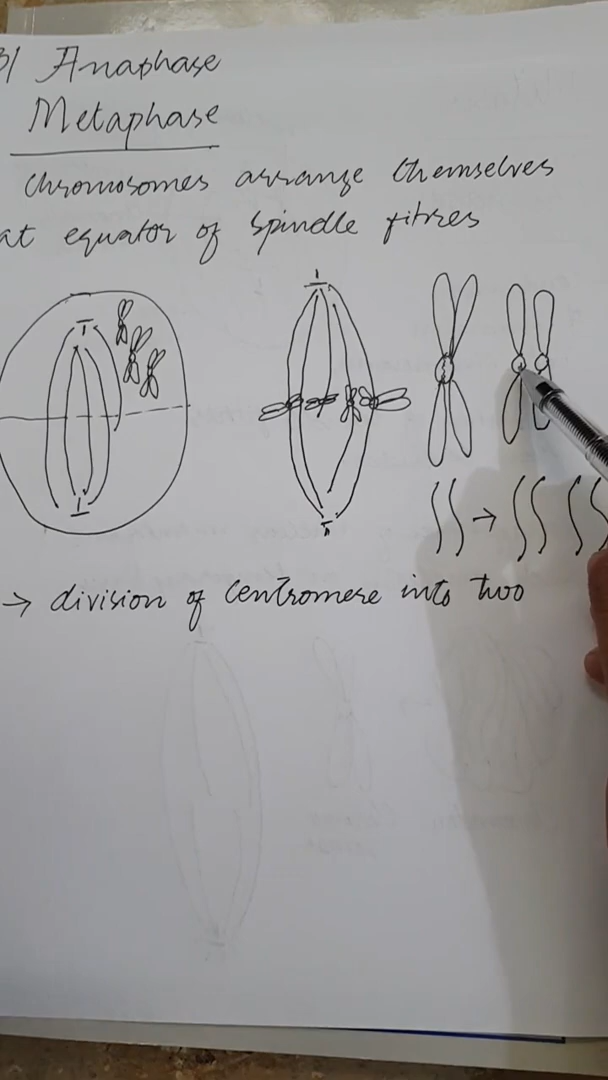 3) Anaphase
Metaphase
Chromosomes arrange themselves
at equator of spindle fibres
→ division of centromere into two